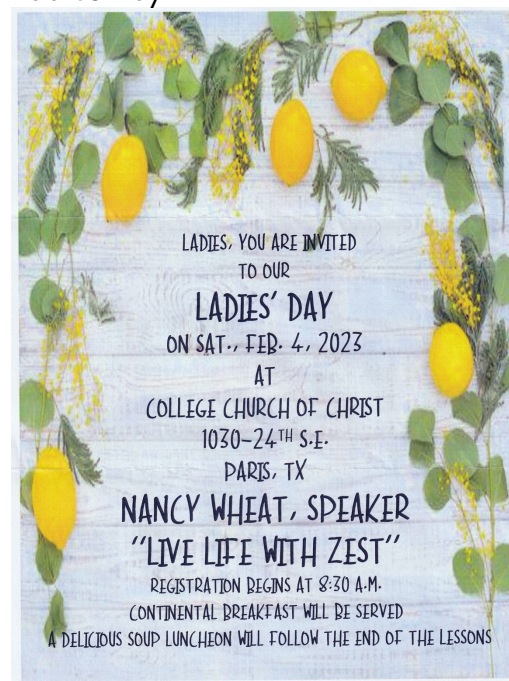 LADIES, YOU ARE INVITED
TO OUR
LADIES' DAY
ON SAT., FEB. 4, 2023
AT
COLLEGE CHURCH OF CHRIST
1030-24TH S.E.
PARIS, TX
NANCY WHEAT, SPEAKER
"LIVE LIFE WITH ZEST"
REGISTRATION BEGINS AT 8:30 A.M.
CONTINENTAL BREAKFAST WILL BE SERVED
A DELICIOUS SOUP LUNCHEON WILL FOLLOW THE END OF THE LESSONS